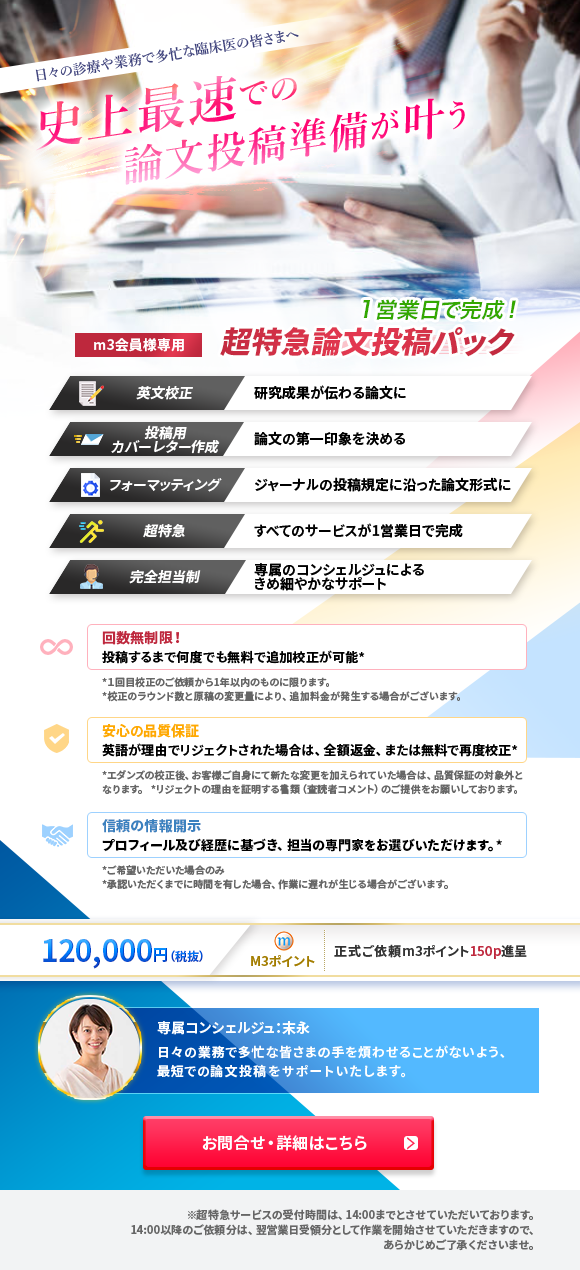 日々の診療や業務で多忙な臨床医の皆さまへ
史上最速での
論文投稿準備が叶う
1営業日で完成！
m3会員様専用
超特急論文投稿パック
英文校正
研究成果が伝わる論文に
投稿用
カバーレター作成
論文の第一印象を決める
フォーマッティング
ジャーナルの投稿規定に沿った論文形式に
超特急
すべてのサービスが1営業日で完成
完全担当制
専属のコンシェルジュによる
きめ細やかなサポート
回数無制限！
投稿するまで何度でも無料で追加校正が可能*
*1回目校正のご依頼から1年以内のものに限ります。
*校正のラウンド数と原稿の変更量により、追加料金が発生する場合がございます。
安心の品質保証
英語が理由でリジェクトされた場合は、全額返金、または無料で再度校正*
*エダンズの校正後、お客様ご自身にて新たな変更を加えられていた場合は、品質保証の対象外と
なります。 *リジェクトの理由を証明する書類（査読者コメント）のご提供をお願いしております。
信頼の情報開示
プロフィール及び経歴に基づき、担当の専門家をお選びいただけます。*
*ご希望いただいた場合のみ
*承認いただくまでに時間を有した場合、作業に遅れが生じる場合がございます。
120,000円(税抜)
m
M3ポイント
正式ご依頼m3ポイント150p進呈
専属コンシェルジュ：末永
日々の業務で多忙な皆さまの手を煩わせることがないよう、
最短での論文投稿をサポートいたします。
お問合せ・詳細はこちら
※超特急サービスの受付時間は、14:00までとさせていただいております。
14:00以降のご依頼分は、翌営業日受領分として作業を開始させていただきますので、
あらかじめご了承くださいませ。